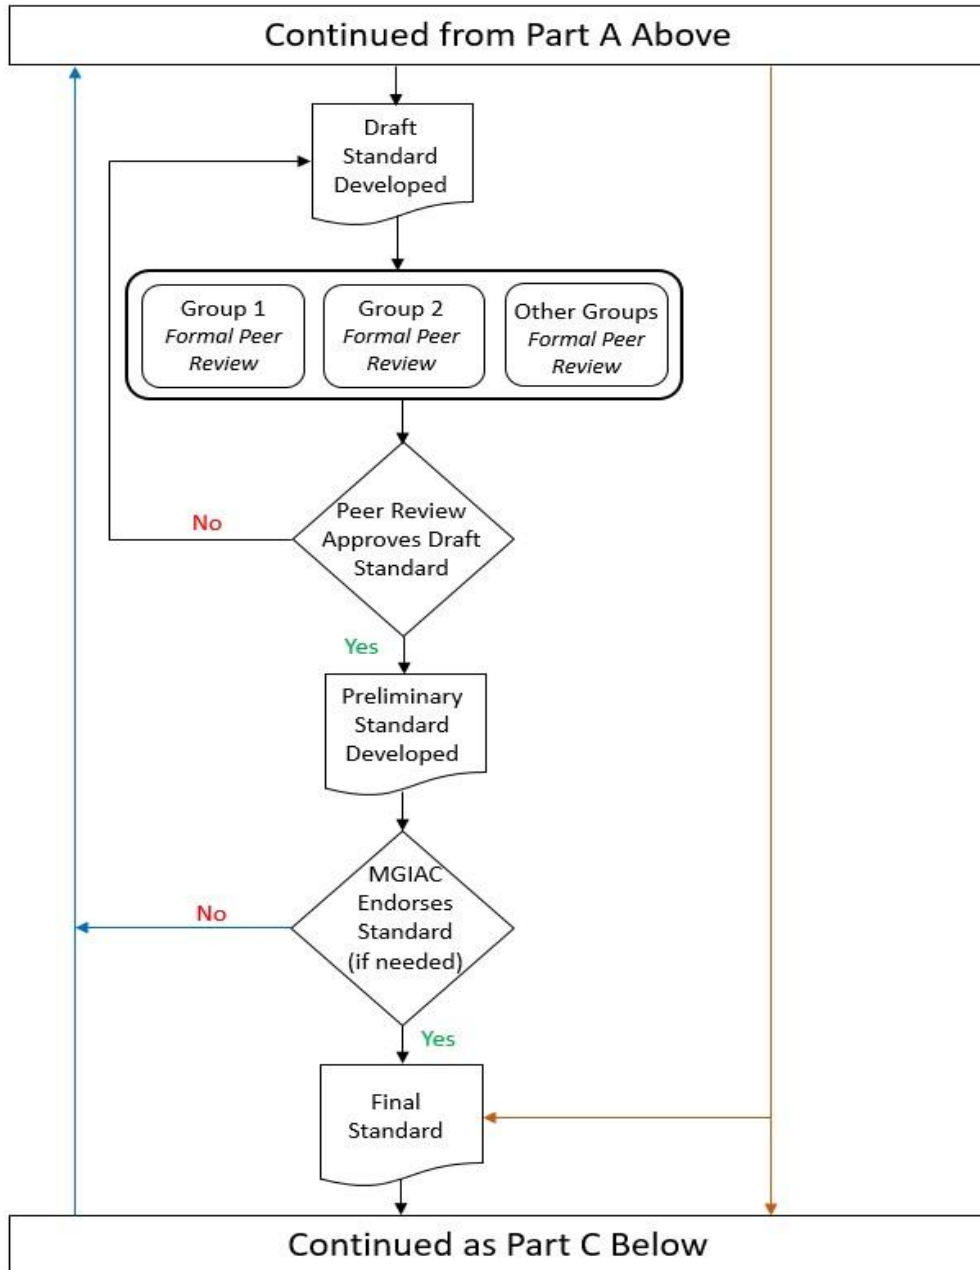 Continued from Part A Above
Draft
Standard
Developed
Group 1
Formal Peer
Review
Group 2
Formal Peer
Review
Other Groups
Formal Peer
Review
Peer Review
Approves Draft
Standard
No
Yes
Preliminary
Standard
Developed
MGIAC
Endorses
Standard
(if needed)
No
Yes
Final
Standard
Continued as Part C Below